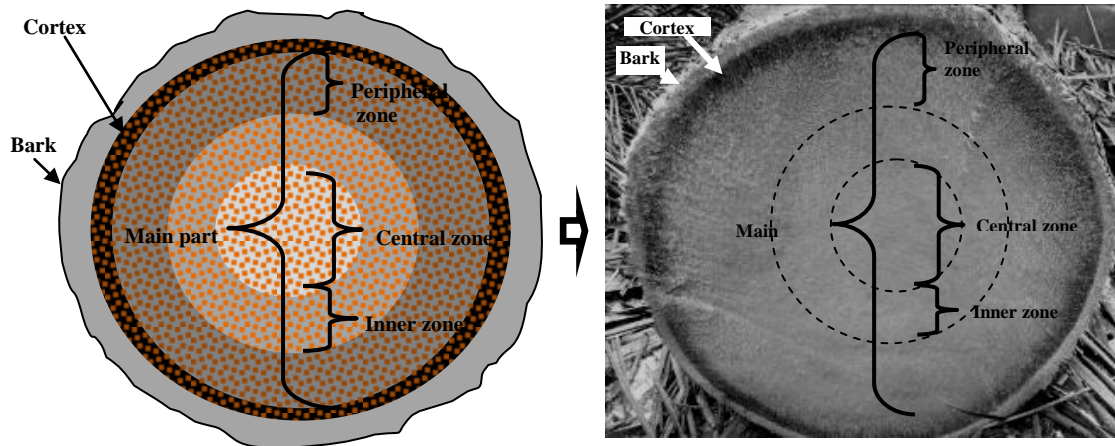 Cortex
Peripheral
zone
Bark
Main part
Central zone
Inner zone
Cortex
Bark
Peripheral
zone
Main
Central zone
Inner zone